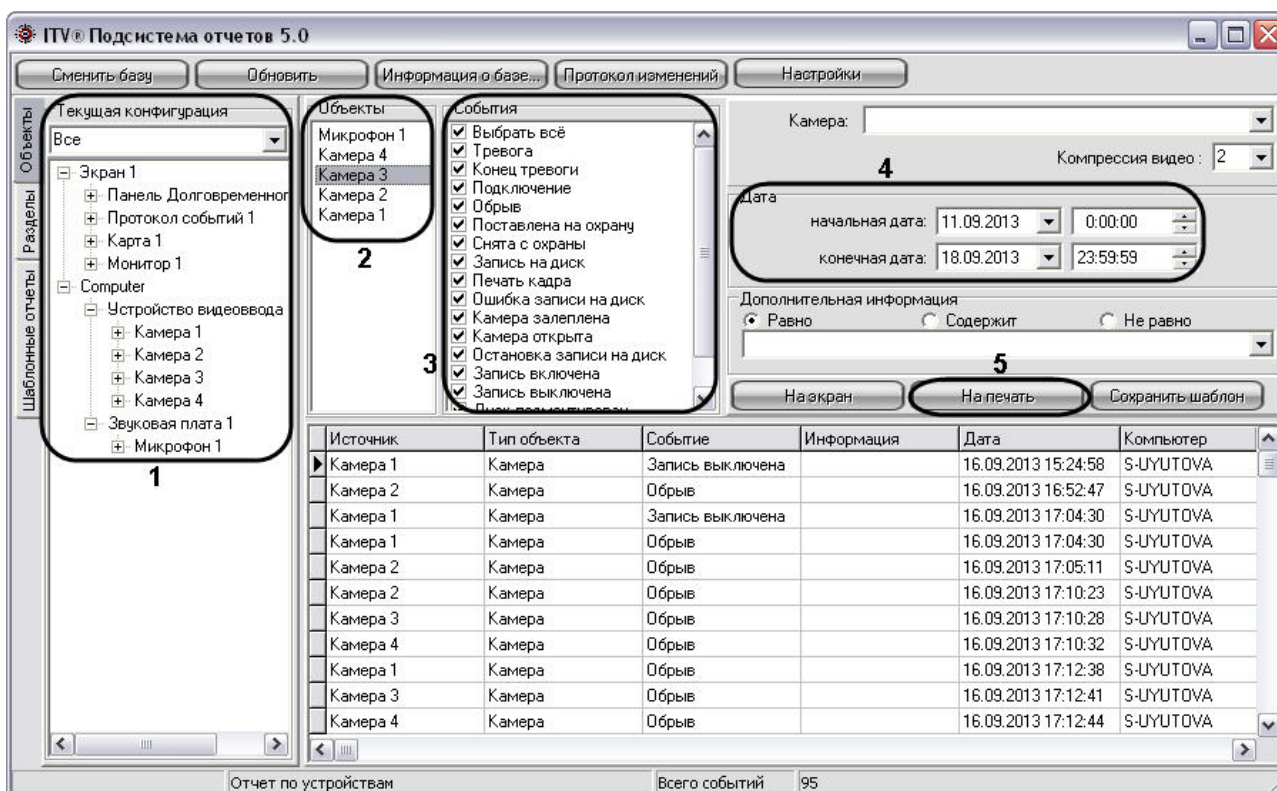 ITV® Подсистема отчетов 5.0
Сменить базу Обновить Информация о базе... Протокол изменений Настройки
Объекты
Разделы
Шаблонные отчеты
Текущая конфигурация
Все
Экран 1
Панель Долговременног
Протокол событий 1
Карта 1
Монитор 1
Computer
Устройство видеоввода
Камера 1
Камера 2
Камера 3
Камера 4
Звуковая плата 1
Микрофон 1
1
Объекты
Микрофон 1
Камера 4
Камера 3
Камера 2
Камера 1
2
События
Выбрать всё
Тревога
Конец тревоги
Подключение
Обрыв
Поставлена на охрану
Снята с охраны
Запись на диск
Печать кадра
Ошибка записи на диск
Камера залеплена
Камера открыта
Остановка записи на диск
Запись включена
Запись выключена
3
Камера:
Компрессия видео : 2
4
Дата
начальная дата: 11.09.2013 0:00:00
конечная дата: 18.09.2013 23:59:59
Дополнительная информация
Равно Содержит Не равно
5
На экран На печать Сохранить шаблон
Источник Тип объекта Событие Информация Дата Компьютер
Камера 1 Камера Запись выключена 16.09.2013 15:24:58 S-UYUTOVA
Камера 2 Камера Обрыв 16.09.2013 16:52:47 S-UYUTOVA
Камера 1 Камера Запись выключена 16.09.2013 17:04:30 S-UYUTOVA
Камера 1 Камера Обрыв 16.09.2013 17:04:30 S-UYUTOVA
Камера 2 Камера Обрыв 16.09.2013 17:05:11 S-UYUTOVA
Камера 2 Камера Обрыв 16.09.2013 17:10:23 S-UYUTOVA
Камера 3 Камера Обрыв 16.09.2013 17:10:28 S-UYUTOVA
Камера 4 Камера Обрыв 16.09.2013 17:10:32 S-UYUTOVA
Камера 1 Камера Обрыв 16.09.2013 17:12:38 S-UYUTOVA
Камера 3 Камера Обрыв 16.09.2013 17:12:41 S-UYUTOVA
Камера 4 Камера Обрыв 16.09.2013 17:12:44 S-UYUTOVA
Отчет по устройствам Всего событий 95